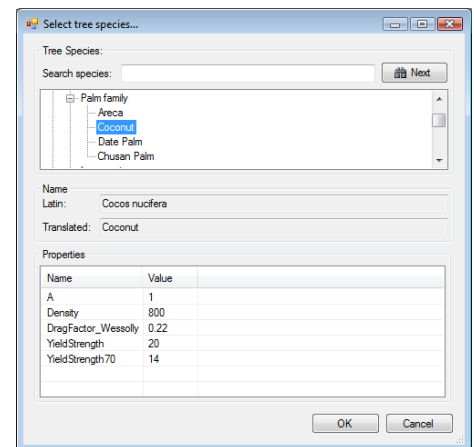 Select tree species...
Tree Species:
Search species:
Next
Palm family
Areca
Coconut
Date Palm
Chusan Palm
Name
Latin: Cocos nucifera
Translated: Coconut
Properties
Name Value
A 1
Density 800
DragFactor_Wessolly 0.22
YieldStrength 20
YieldStrength70 14
OK Cancel